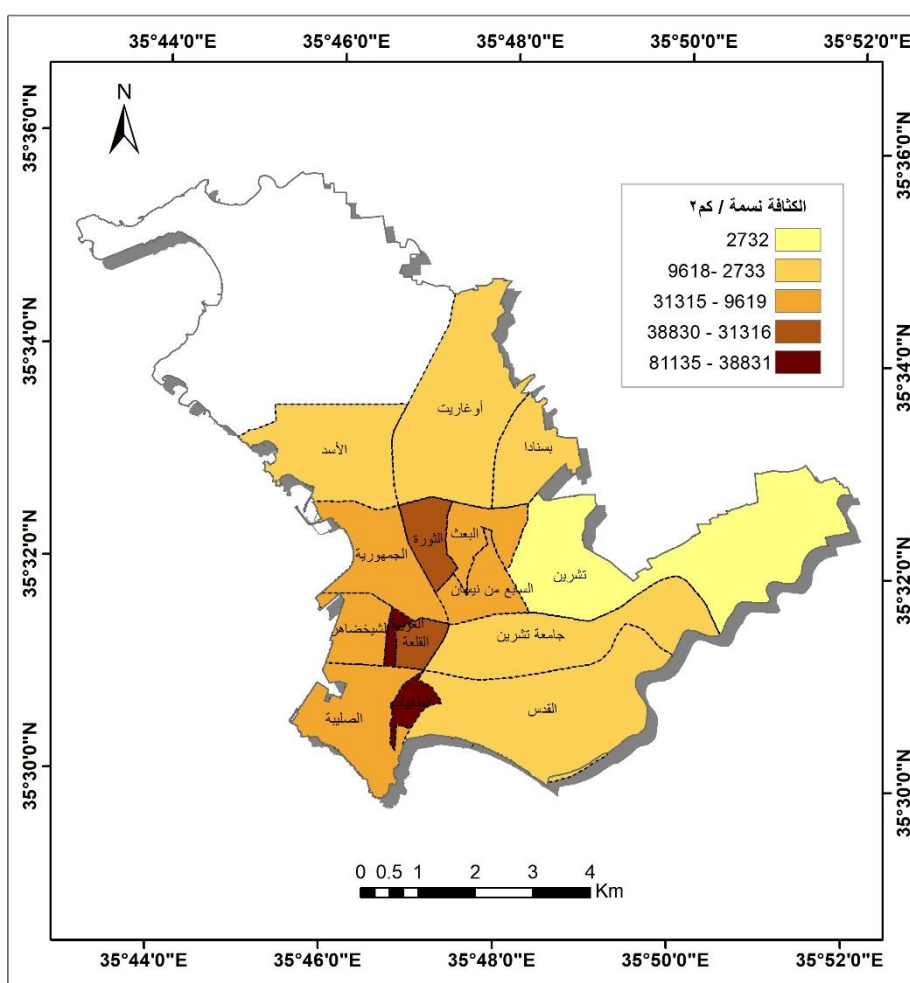 35°44'0"E 35°46'0"E 35°48'0"E 35°50'0"E 35°52'0"E
N
35°36'0"N
35°36'0"N
الكثافة نسمة / كم٢
2732
9618- 2733
31315 - 9619
38830 - 31316
81135 - 38831
35°34'0"N
35°34'0"N
أوغاريت
بسنادا
الأسد
35°32'0"N
35°32'0"N
البعث
الثورة
الجمهورية
تشرين
السابع من نيسان
جامعة تشرين
الشيخضاهر
القلعة
القدس
الصليبة
35°30'0"N
35°30'0"N
0 0.5 1 2 3 4
Km
35°44'0"E 35°46'0"E 35°48'0"E 35°50'0"E 35°52'0"E